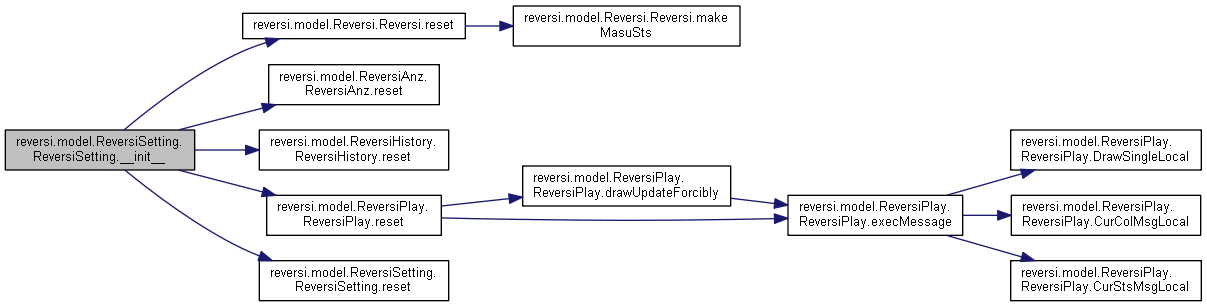 reversi.model.Reversi.Reversi.reset
reversi.model.Reversi.Reversi.make
MasuSts
reversi.model.ReversiAnz.
ReversiAnz.reset
reversi.model.ReversiSetting.
ReversiSetting.__init__
reversi.model.ReversiHistory.
ReversiHistory.reset
reversi.model.ReversiPlay.
ReversiPlay.reset
reversi.model.ReversiSetting.
ReversiSetting.reset
reversi.model.ReversiPlay.
ReversiPlay.drawUpdateForcibly
reversi.model.ReversiPlay.
ReversiPlay.execMessage
reversi.model.ReversiPlay.
ReversiPlay.DrawSingleLocal
reversi.model.ReversiPlay.
ReversiPlay.CurColMsgLocal
reversi.model.ReversiPlay.
ReversiPlay.CurStsMsgLocal